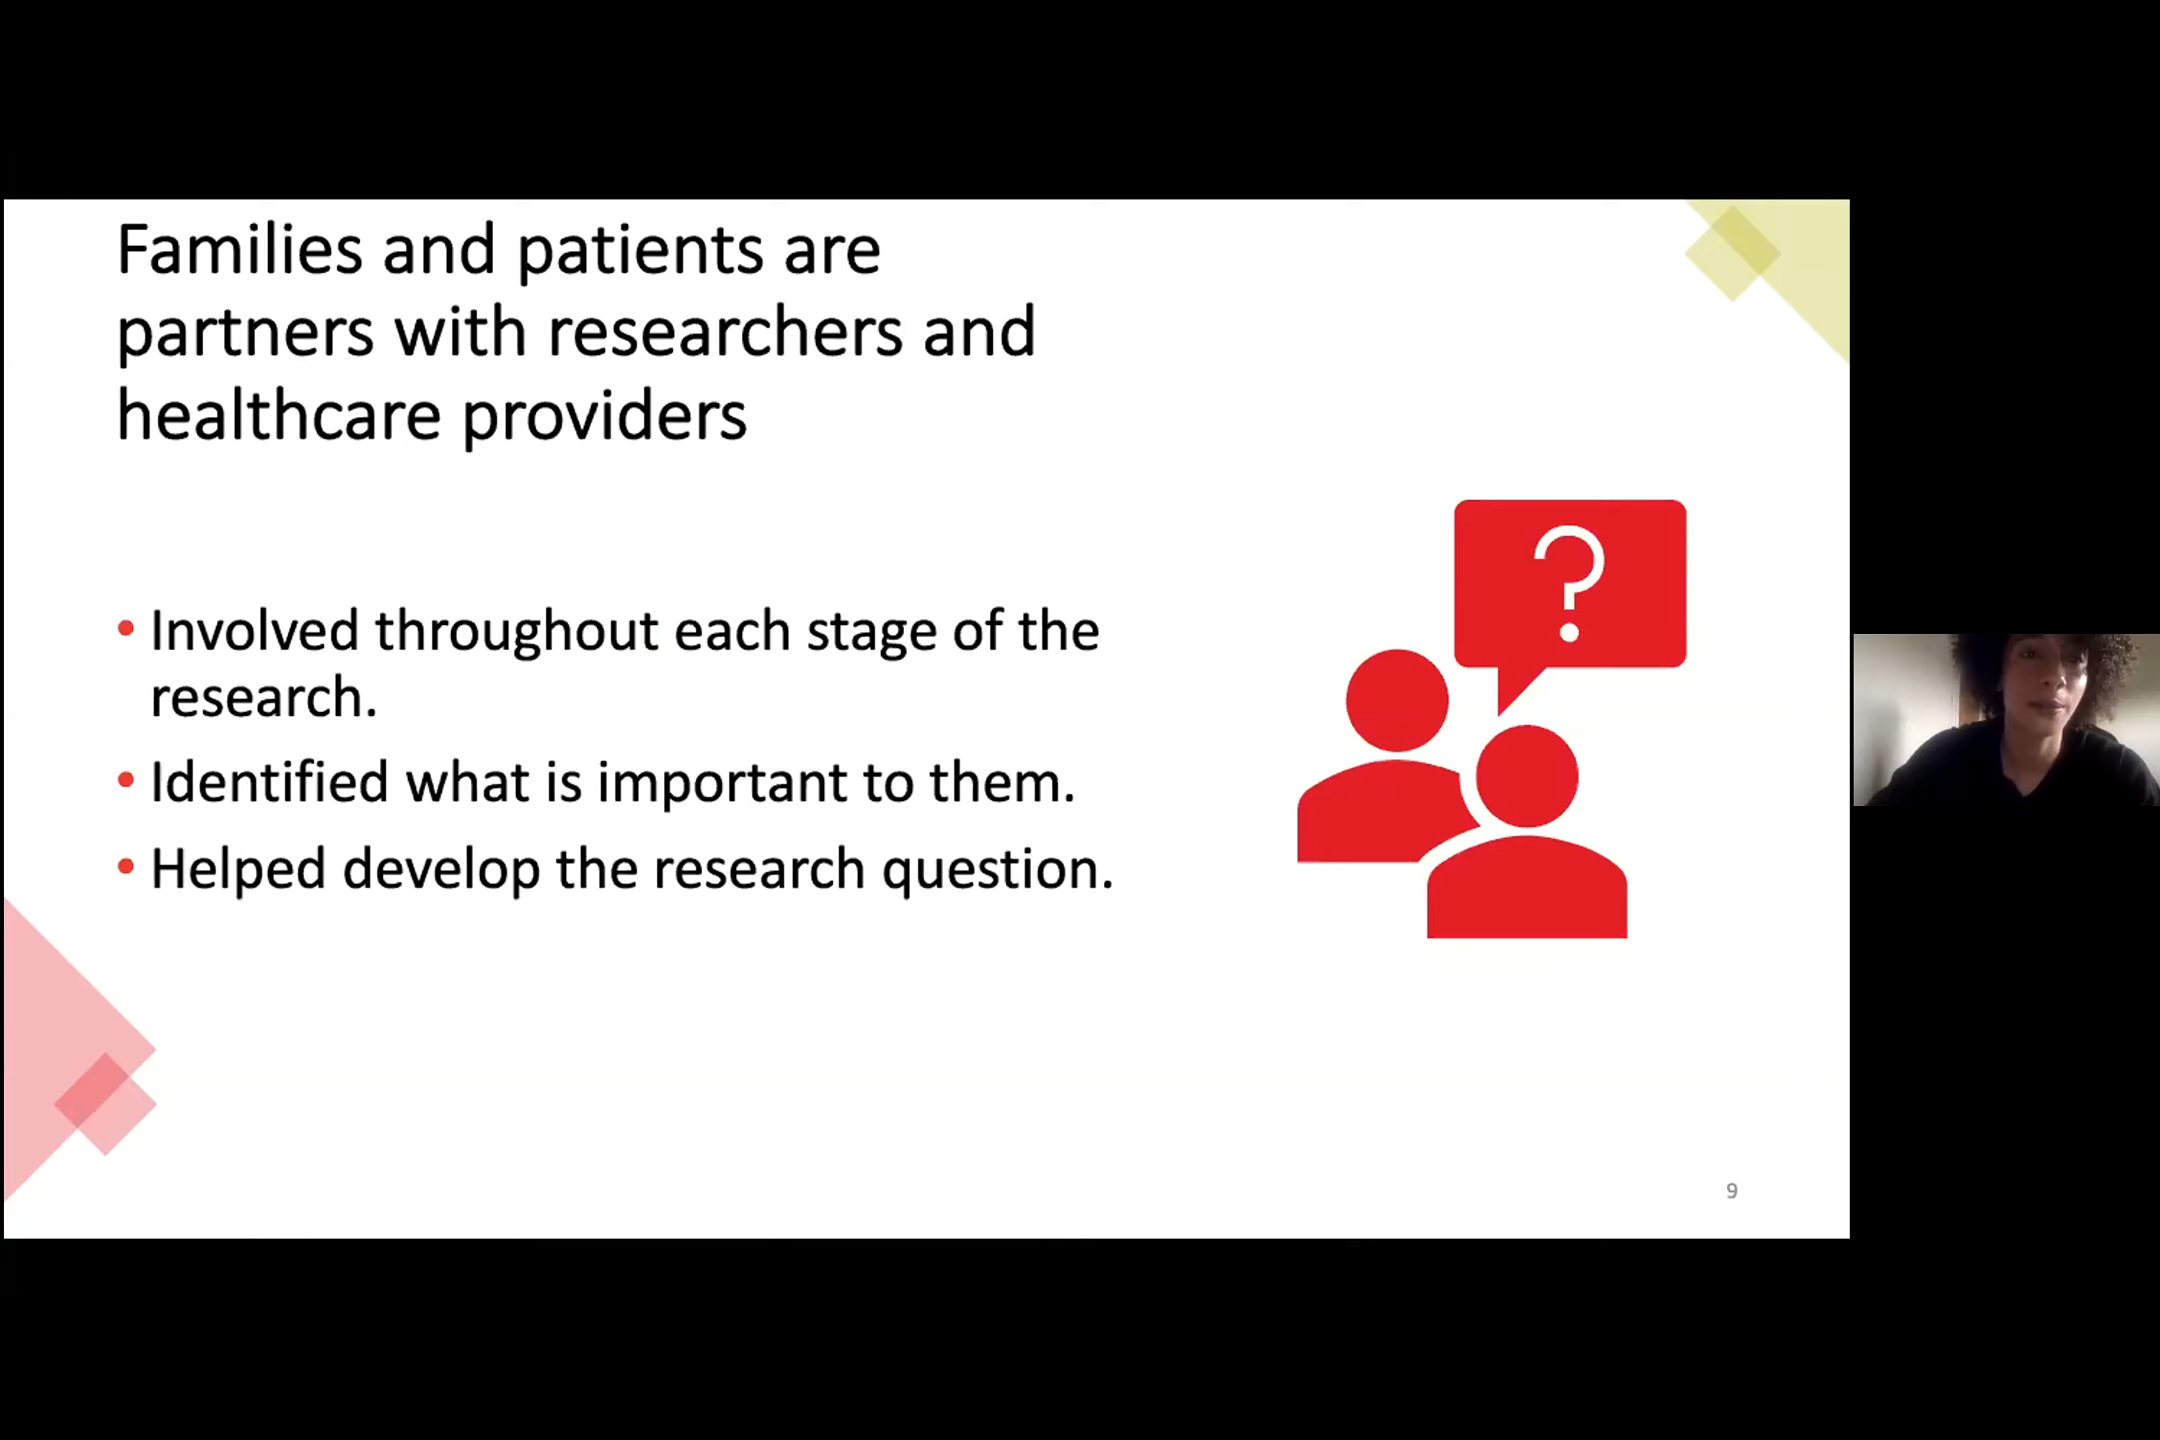 Families and patients are
partners with researchers and
healthcare providers
• Involved throughout each stage of the
research.
• Identified what is important to them.
• Helped develop the research question.
?
9